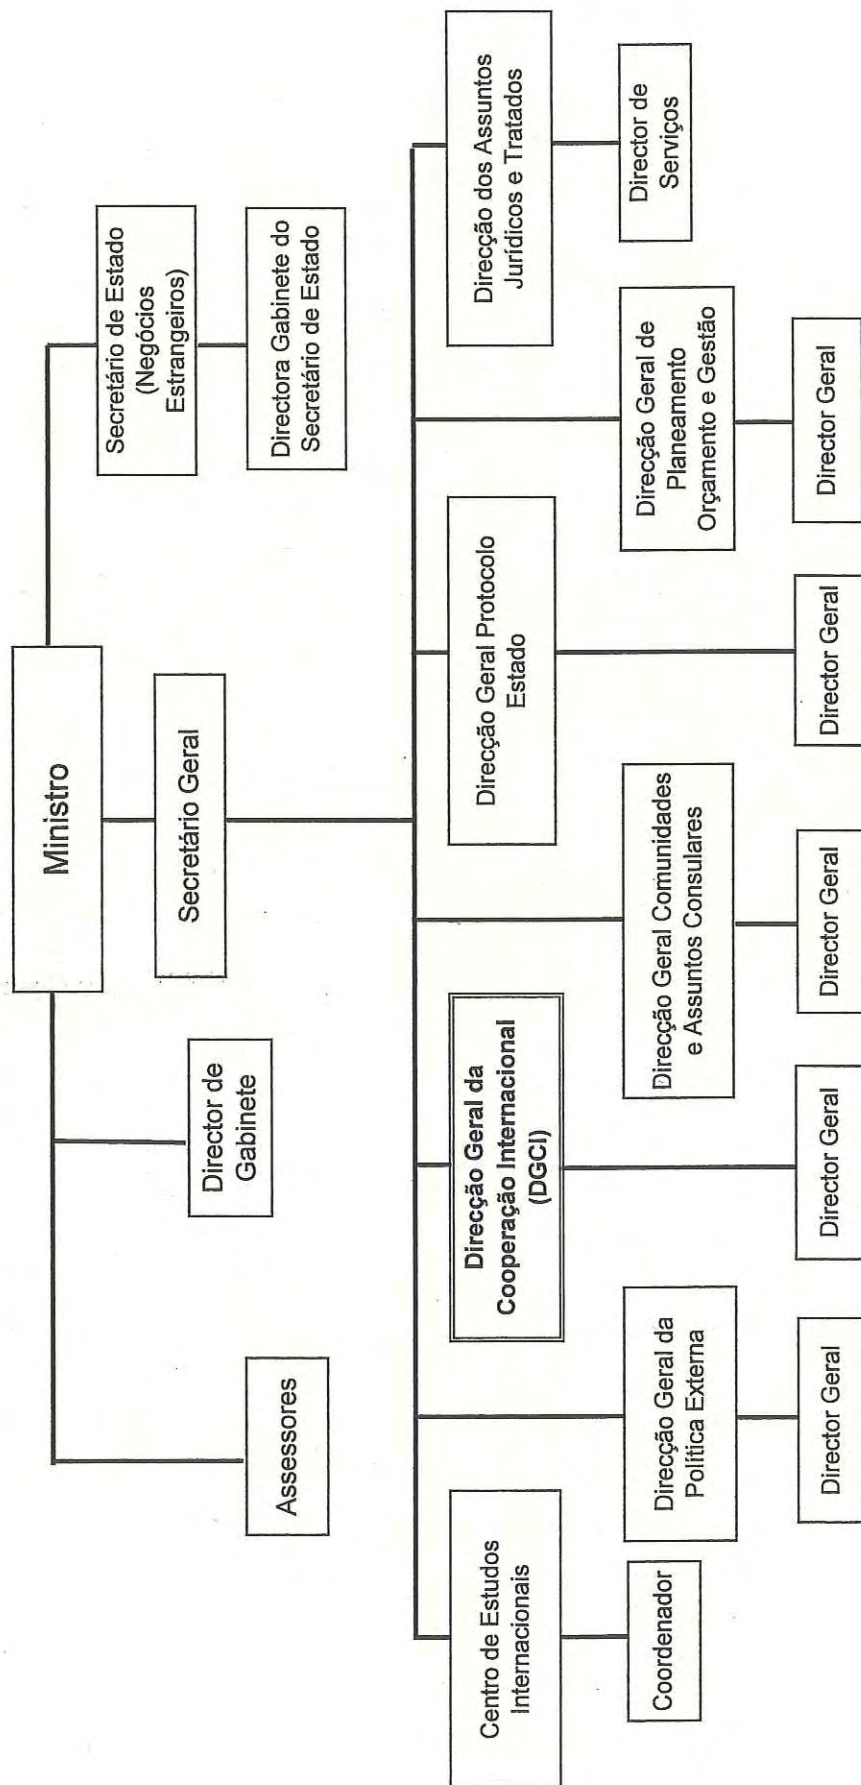 Ministro
Assessores
Director de
Gabinete
Secretário Geral
Secretário de Estado
(Negócios
Estrangeiros)
Directora Gabinete do
Secretário de Estado
Centro de Estudos
Internacionais
Coordenador
Direcção Geral da
Política Externa
Director Geral
Direcção Geral da
Cooperação Internacional
(DGCI)
Director Geral
Direcção Geral Comunidades
e Assuntos Consulares
Director Geral
Direcção Geral Protocolo
Estado
Director Geral
Direcção Geral de
Planeamento
Orçamento e Gestão
Director Geral
Direcção dos Assuntos
Jurídicos e Tratados
Director de
Serviços